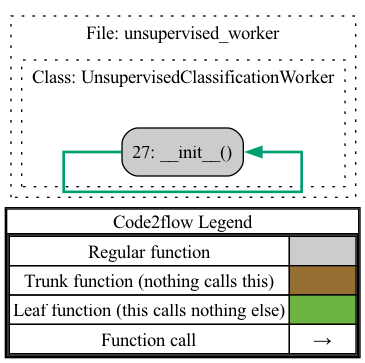 File: unsupervised_worker
Class: UnsupervisedClassificationWorker
27: __init__()
Code2flow Legend
Regular function
Trunk function (nothing calls this)
Leaf function (this calls nothing else)
Function call →